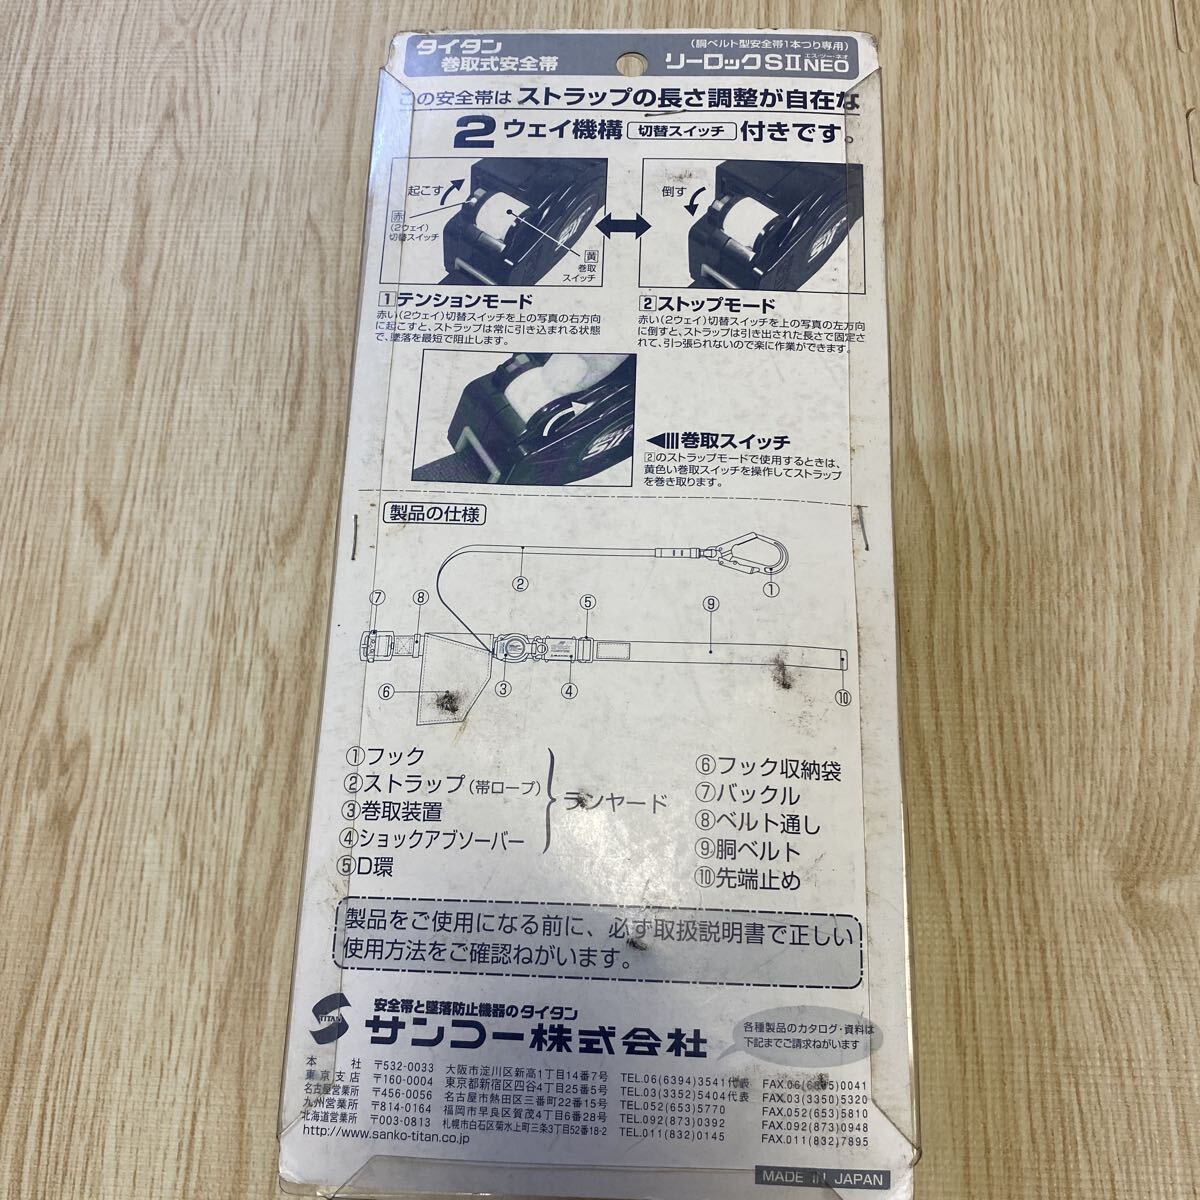 タイタン
巻取式安全帯
(胴ベルト型安全帯1本つり専用)
エス・ツー・ネオ
リーロックSⅡNEO
この安全帯は ストラップの長さ調整が自在な
2ウェイ機構 切替スイッチ 付きです。
起こす
赤
(2ウェイ)
切替スイッチ
黄
巻取
スイッチ
倒す
1 テンションモード
赤い(2ウェイ)切替スイッチを上の写真の右方向
に起こすと、ストラップは常に引き込まれる状態
で、墜落を最短で阻止します。
2 ストップモード
赤い(2ウェイ)切替スイッチを上の写真の左方向
に倒すと、ストラップは引き出された長さで固定さ
れて、引っ張られないので楽に作業ができます。
巻取スイッチ
2のストラップモードで使用するときは、
黄色い巻取スイッチを操作してストラップ
を巻き取ります。
製品の仕様
① ② ③ ④ ⑤ ⑥ ⑦ ⑧ ⑨ ⑩
①フック
②ストラップ(帯ロープ)
③巻取装置
④ショックアブソーバー
ランヤード
⑤D環
⑥フック収納袋
⑦バックル
⑧ベルト通し
⑨胴ベルト
⑩先端止め
製品をご使用になる前に、必ず取扱説明書で正しい
使用方法をご確認ねがいます。
TITAN
安全帯と墜落防止機器のタイタン
サンコー株式会社
各種製品のカタログ・資料は
下記までご請求ねがいます
本社 〒532-0033 大阪市淀川区新高1丁目14番7号 TEL.06(6394)3541代表 FAX.06(6395)0041
東京支店 〒160-0004 東京都新宿区四谷4丁目25番5号 TEL.03(3352)5404代表 FAX.03(3350)5320
名古屋営業所 〒456-0056 名古屋市熱田区三番町22番15号 TEL.052(653)5770 FAX.052(653)5810
九州営業所 〒814-0164 福岡市早良区賀茂4丁目6番28号 TEL.092(873)0392 FAX.092(873)0948
北海道営業所 〒003-0813 札幌市白石区菊水上町三条3丁目52番18-2 TEL.011(832)0145 FAX.011(832)7895
http://www.sanko-titan.co.jp
MADE IN JAPAN